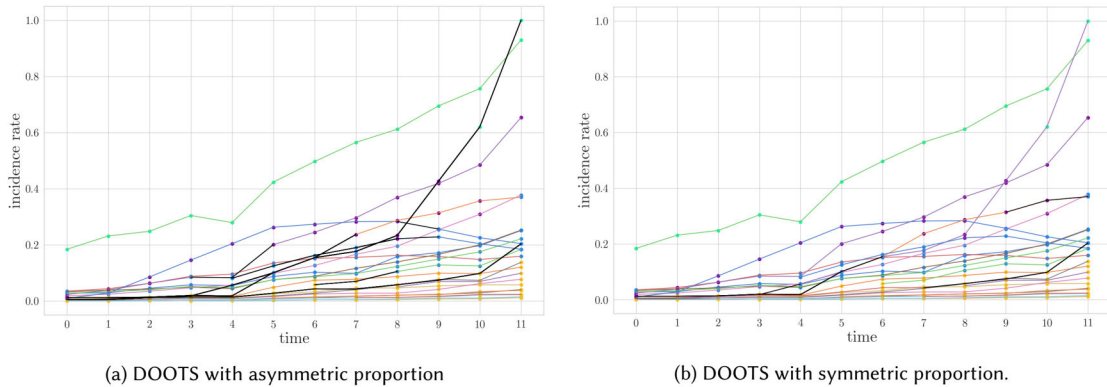 1.0
0.8
0.6
0.4
0.2
0.0
incidence rate
0 1 2 3 4 5 6 7 8 9 10 11
time
(a) DOOTS with asymmetric proportion
1.0
0.8
0.6
0.4
0.2
0.0
incidence rate
0 1 2 3 4 5 6 7 8 9 10 11
time
(b) DOOTS with symmetric proportion.